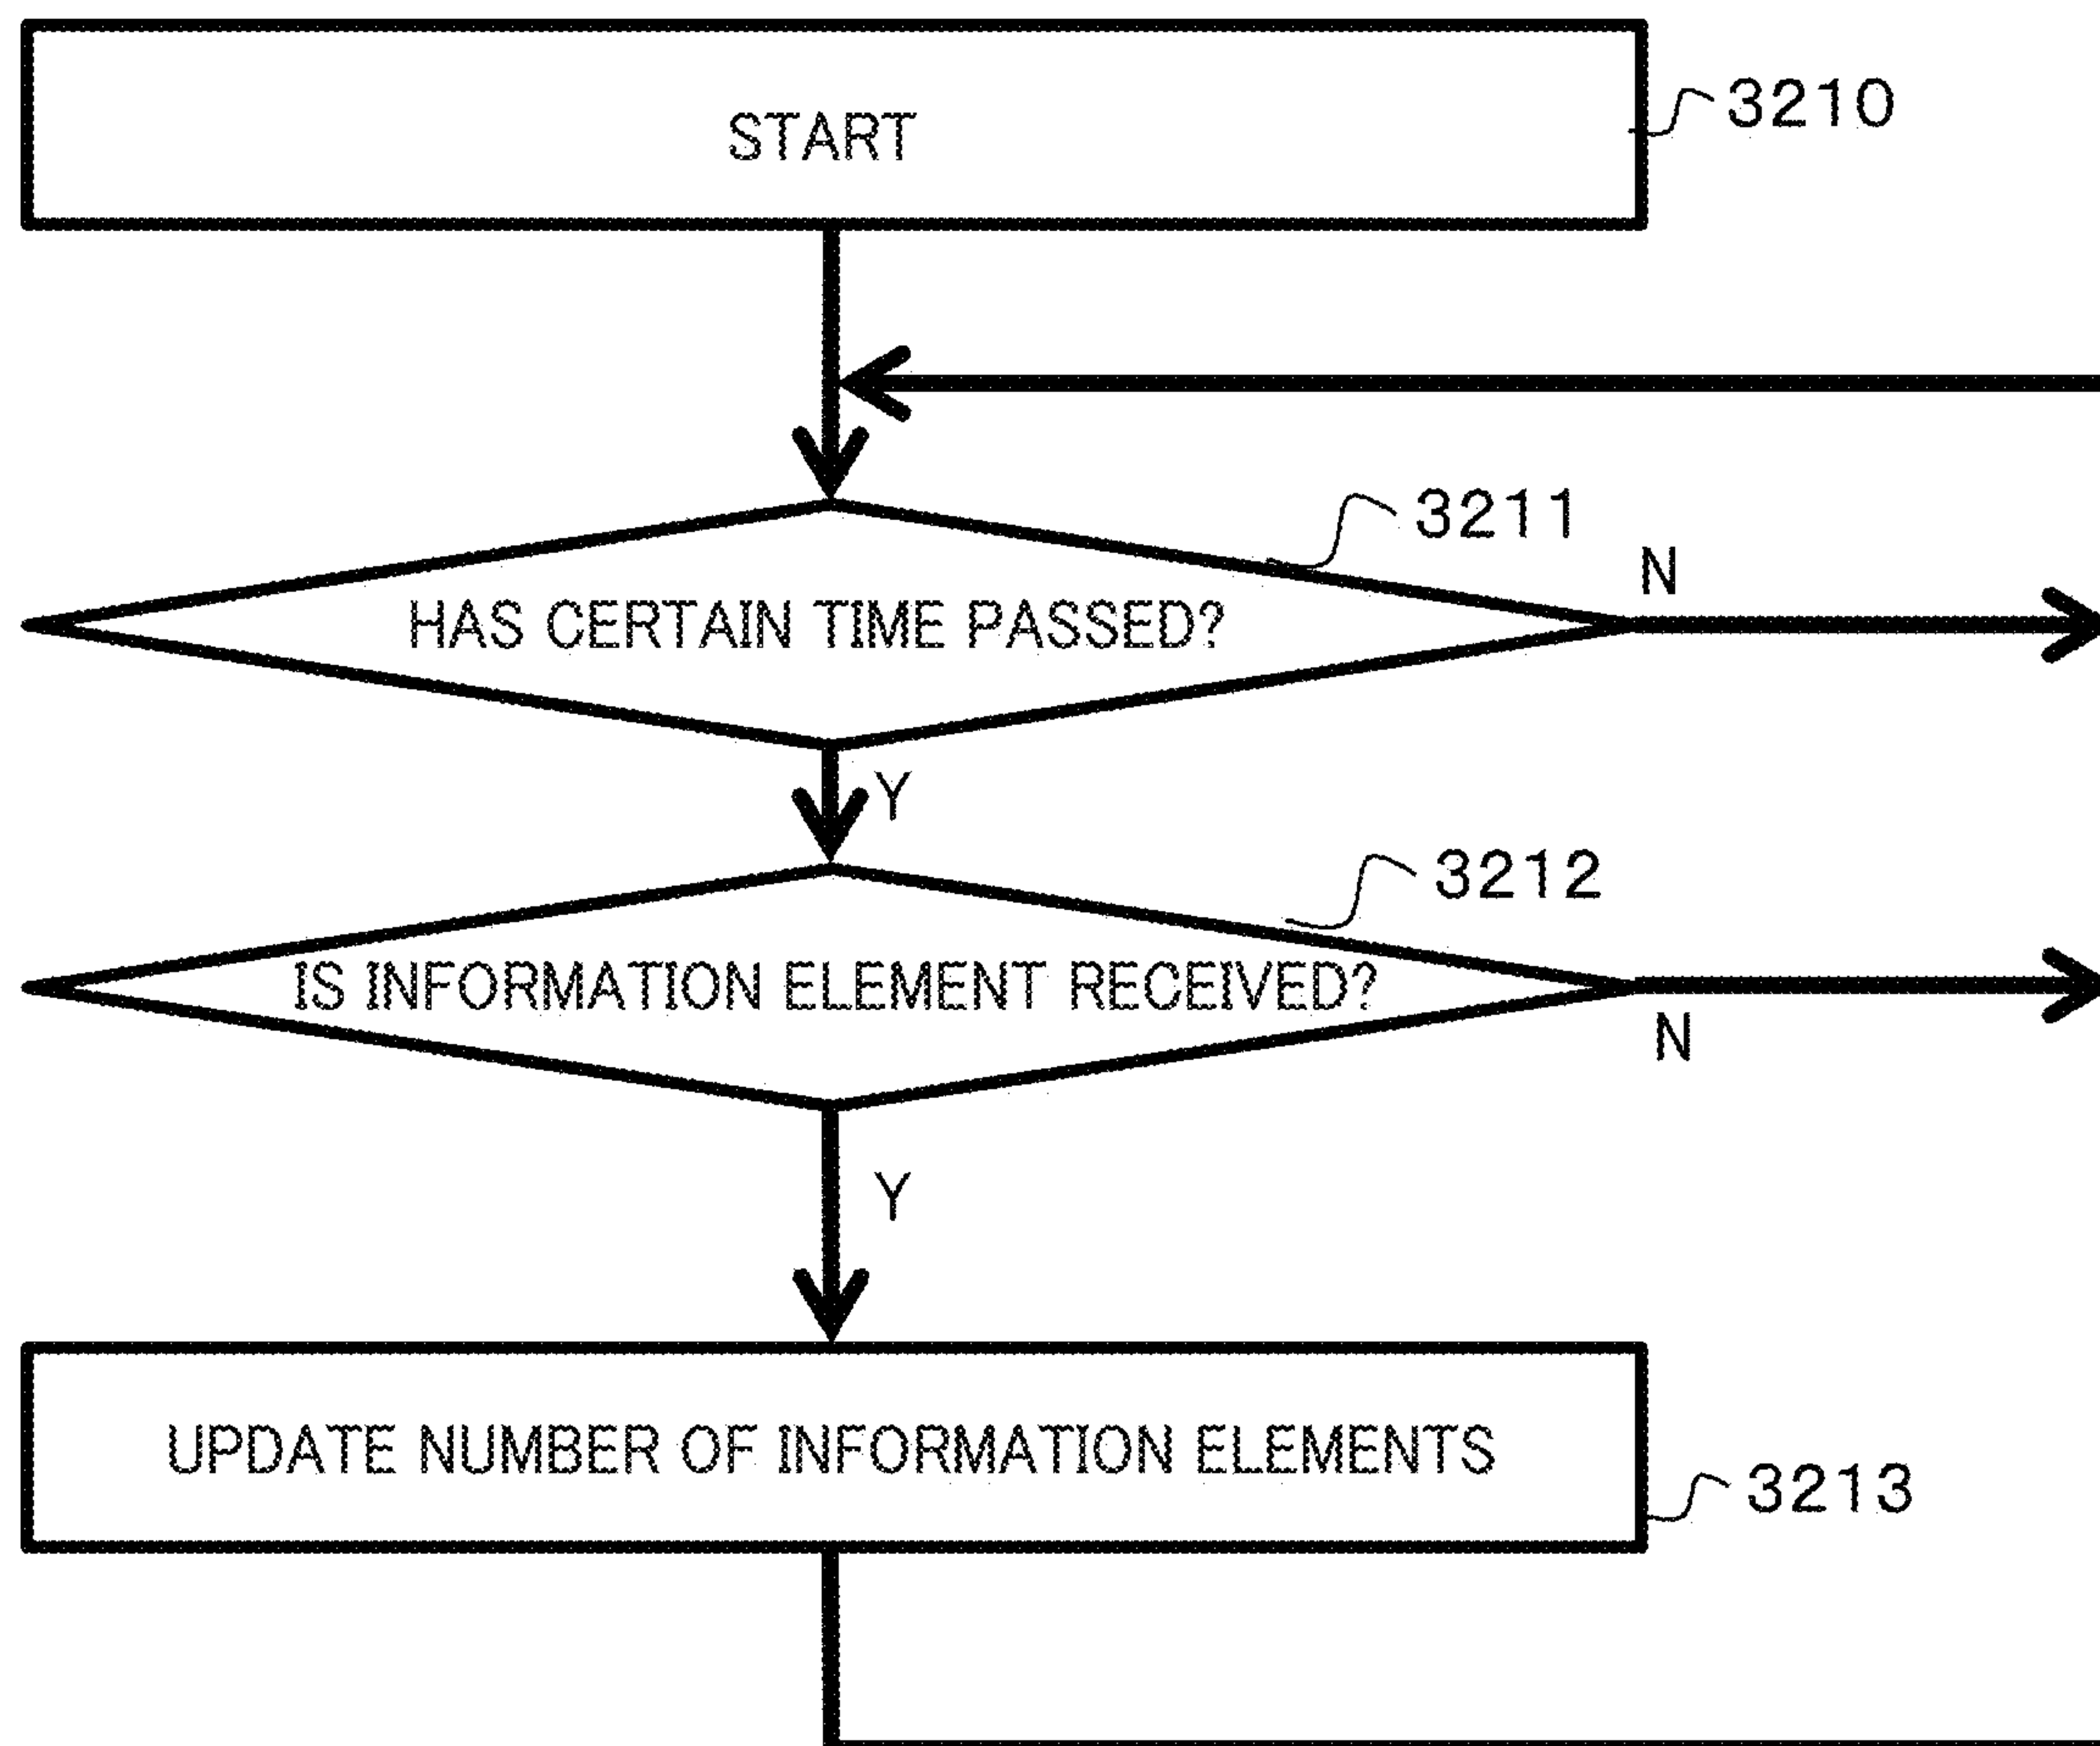 START
3210
3211
N
HAS CERTAIN TIME PASSED?
Y
3212
IS INFORMATION ELEMENT RECEIVED?
N
Y
UPDATE NUMBER OF INFORMATION ELEMENTS
3213